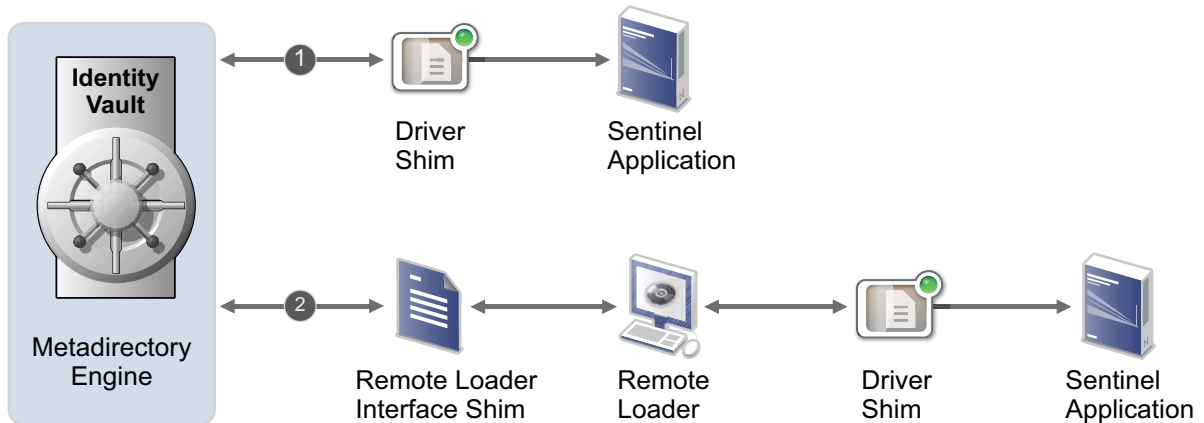 Identity
Vault
Metadirectory
Engine
1
Driver
Shim
Sentinel
Application
2
Remote Loader
Interface Shim
Remote
Loader
Driver
Shim
Sentinel
Application
N
N